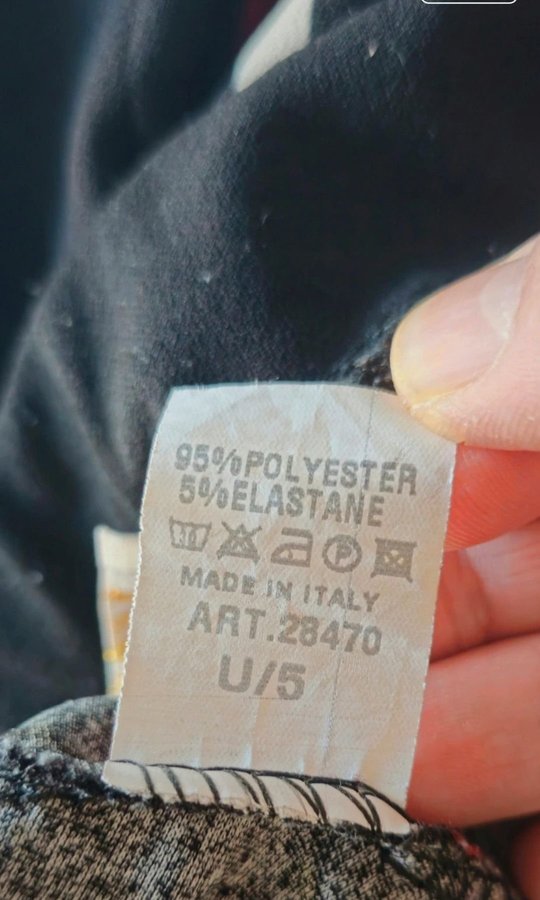 95%POLYESTER
5%ELASTANE
P
MADE IN ITALY
ART.28470
U/5